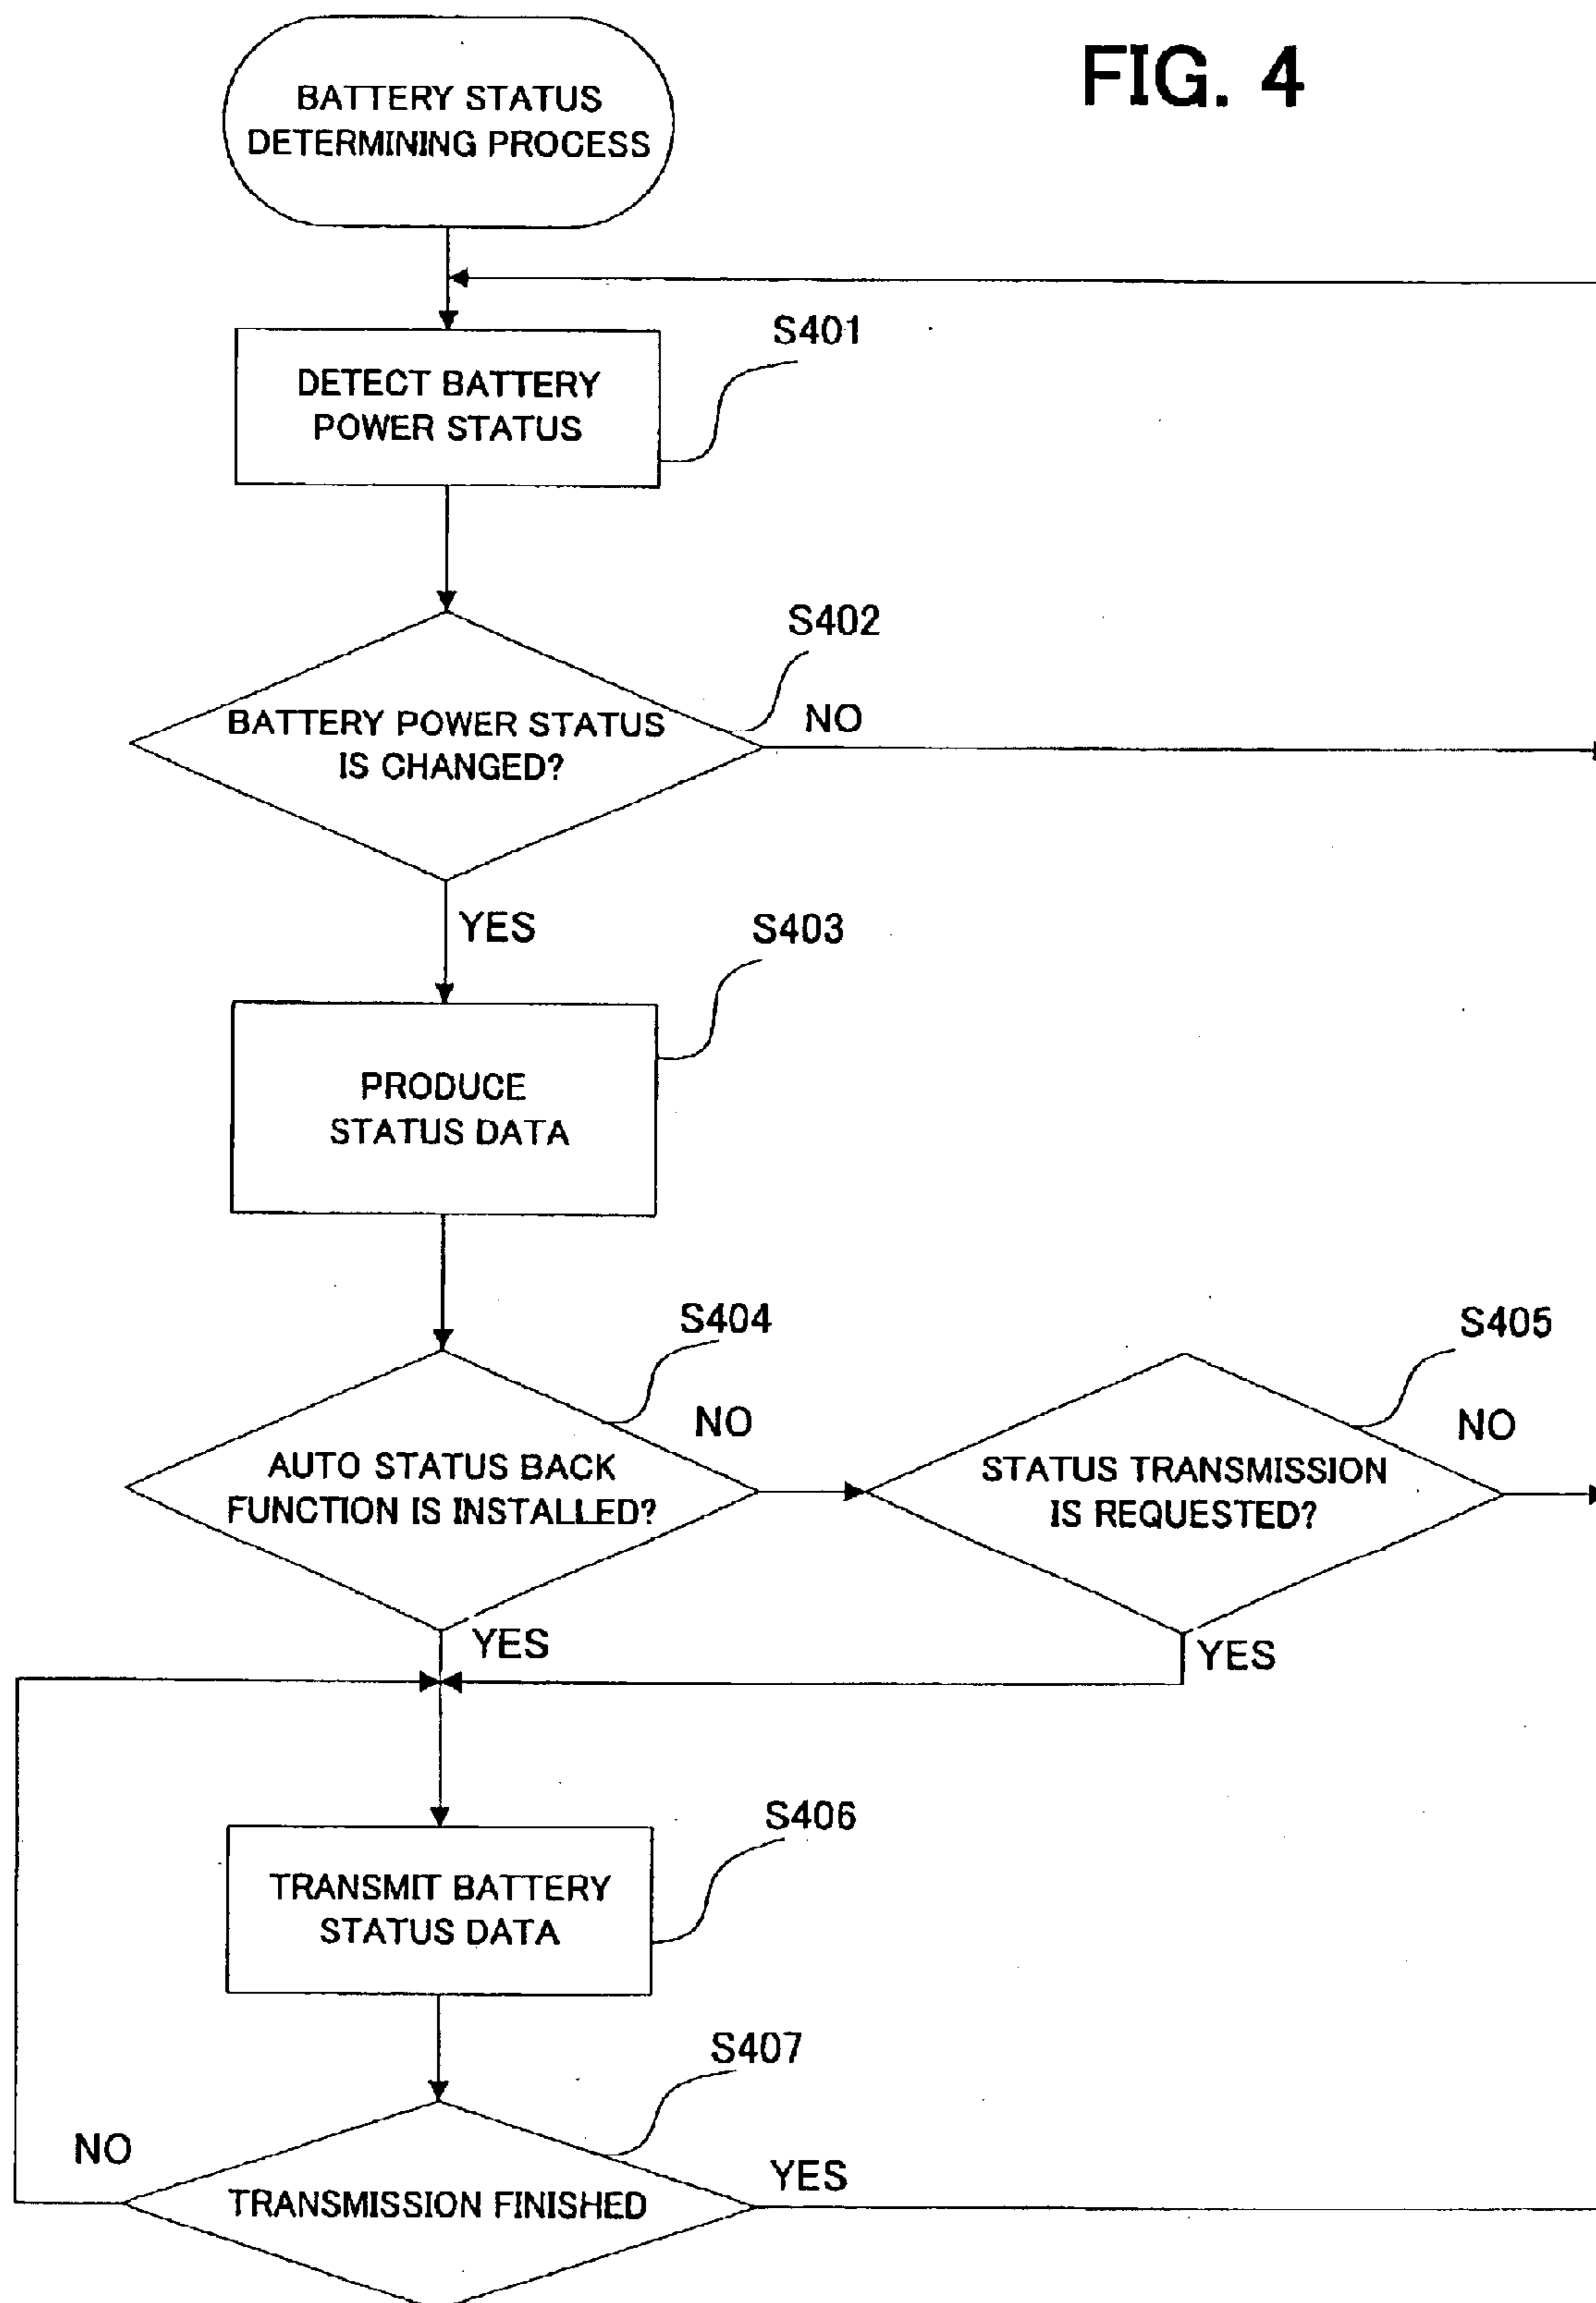 FIG. 4
BATTERY STATUS
DETERMINING PROCESS
S401
DETECT BATTERY
POWER STATUS
S402
BATTERY POWER STATUS
IS CHANGED?
NO
YES
S403
PRODUCE
STATUS DATA
S404
AUTO STATUS BACK
FUNCTION IS INSTALLED?
NO
YES
S405
STATUS TRANSMISSION
IS REQUESTED?
NO
YES
S406
TRANSMIT BATTERY
STATUS DATA
S407
TRANSMISSION FINISHED
NO
YES